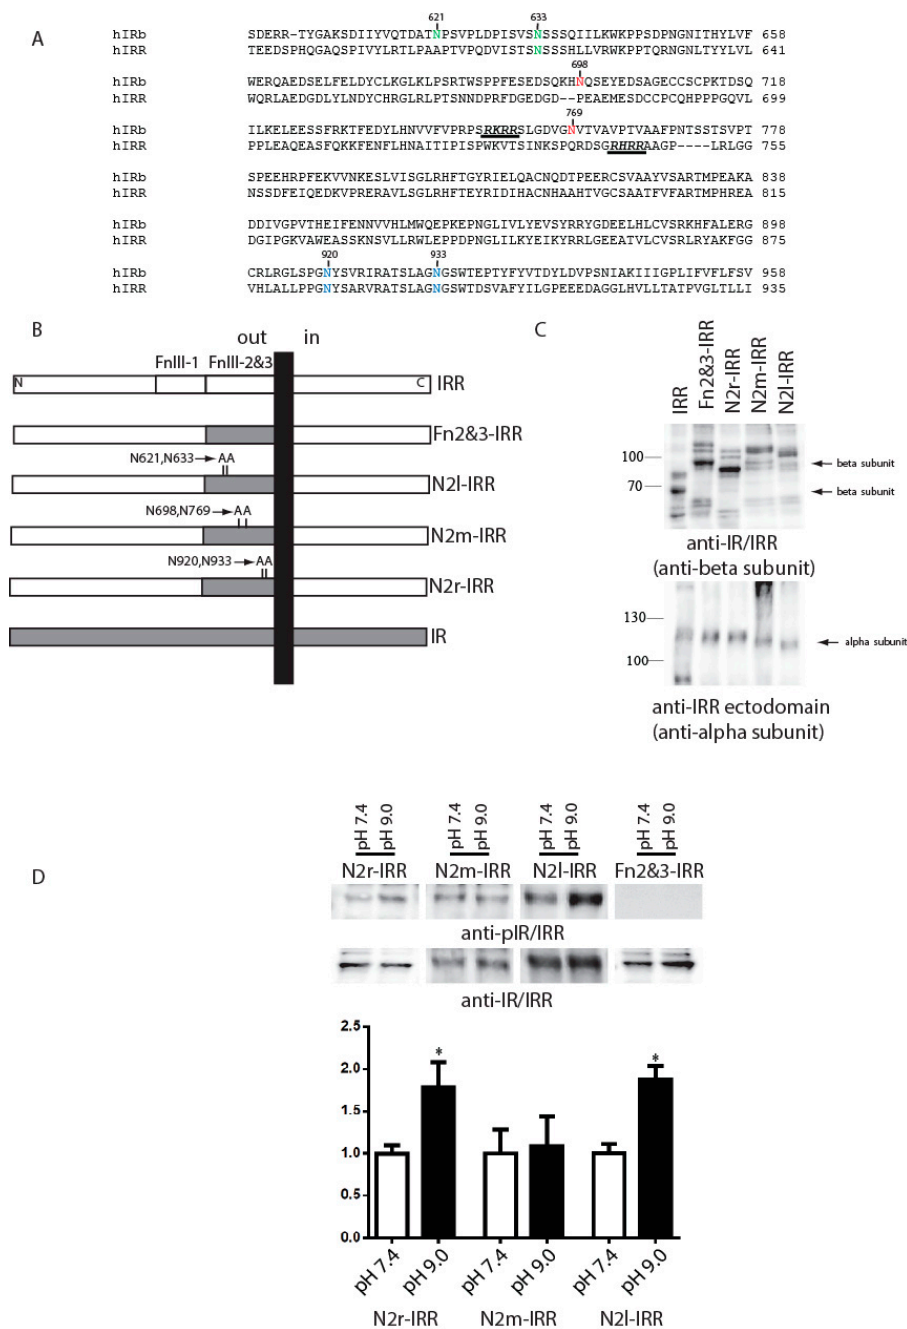 A
621
633
hIRb SDERR-TYGAKSDIIYVQTDATNPSVPLDPISVSNSSSQIILKWKPPSDPNGNITHYLVF 658
hIRR TEEDSPHQGAQSPIVYLRTLPAAPTVPQDVISTSNSSSHLLVRWKPPTQRNGNLTYYLVL 641
698
hIRb WERQAEDSELFELDYCLKGLKLPSRTWSPPFESEDSQKHNQSEYEDSAGECCSCPKTDSQ 718
hIRR WQRLAEDGDLYLNDYCHRGLRLPTSNNDPRFDGEDGD--PEAEMESDCCPCQHPPPGQVL 699
769
hIRb ILKELEESSFRKTFEDYLHNVVFVPRPSRKRRSLGDVGNVTVAVPTVAAFPNTSSTSVPT 778
hIRR PPLEAQEASFQKKFENFLHNAITIPISPWKVTSINKSPQRDSGRHRRAAGP----LRLGG 755
hIRb SPEEHRPFEKVVNKESLVISGLRHFTGYRIELQACNQDTPEERCSVAAYVSARTMPEAKA 838
hIRR NSSDFEIQEDKVPRERAVLSGLRHFTEYRIDIHACNHAAHTVGCSAATFVFARTMPHREA 815
hIRb DDIVGPVTHEIFENNVVHLMWQEPKEPNGLIVLYEVSYRRYGDEELHLCVSRKHFALERG 898
hIRR DGIPGKVAWEASSKNSVLLRWLEPPDPNGLILKYEIKYRRLGEEATVLCVSRLRYAKFGG 875
920
933
hIRb CRLRGLSPGNYSVRIRATSLAGNGSWTEPTYFYVTDYLDVPSNIAKIIIGPLIFVFLFSV 958
hIRR VHLALLPPGNYSARVRATSLAGNGSWTDSVAFYILGPEEEDAGGLHVLLTATPVGLTLLI 935
B
out in
FnIII-1 FnIII-2&3
N C IRR
Fn2&3-IRR
N621,N633 AA
N2l-IRR
N698,N769 AA
N2m-IRR
N920,N933 AA
N2r-IRR
IR
C
IRR
Fn2&3-IRR
N2r-IRR
N2m-IRR
N2l-IRR
100
beta subunit
70
beta subunit
anti-IR/IRR
(anti-beta subunit)
130
alpha subunit
100
anti-IRR ectodomain
(anti-alpha subunit)
D
pH 7.4 pH 9.0 pH 7.4 pH 9.0 pH 7.4 pH 9.0 pH 7.4 pH 9.0
N2r-IRR N2m-IRR N2l-IRR Fn2&3-IRR
anti-pIR/IRR
anti-IR/IRR
2.5
2.0
1.5
1.0
0.5
0.0
* *
pH 7.4 pH 9.0 pH 7.4 pH 9.0 pH 7.4 pH 9.0
N2r-IRR N2m-IRR N2l-IRR